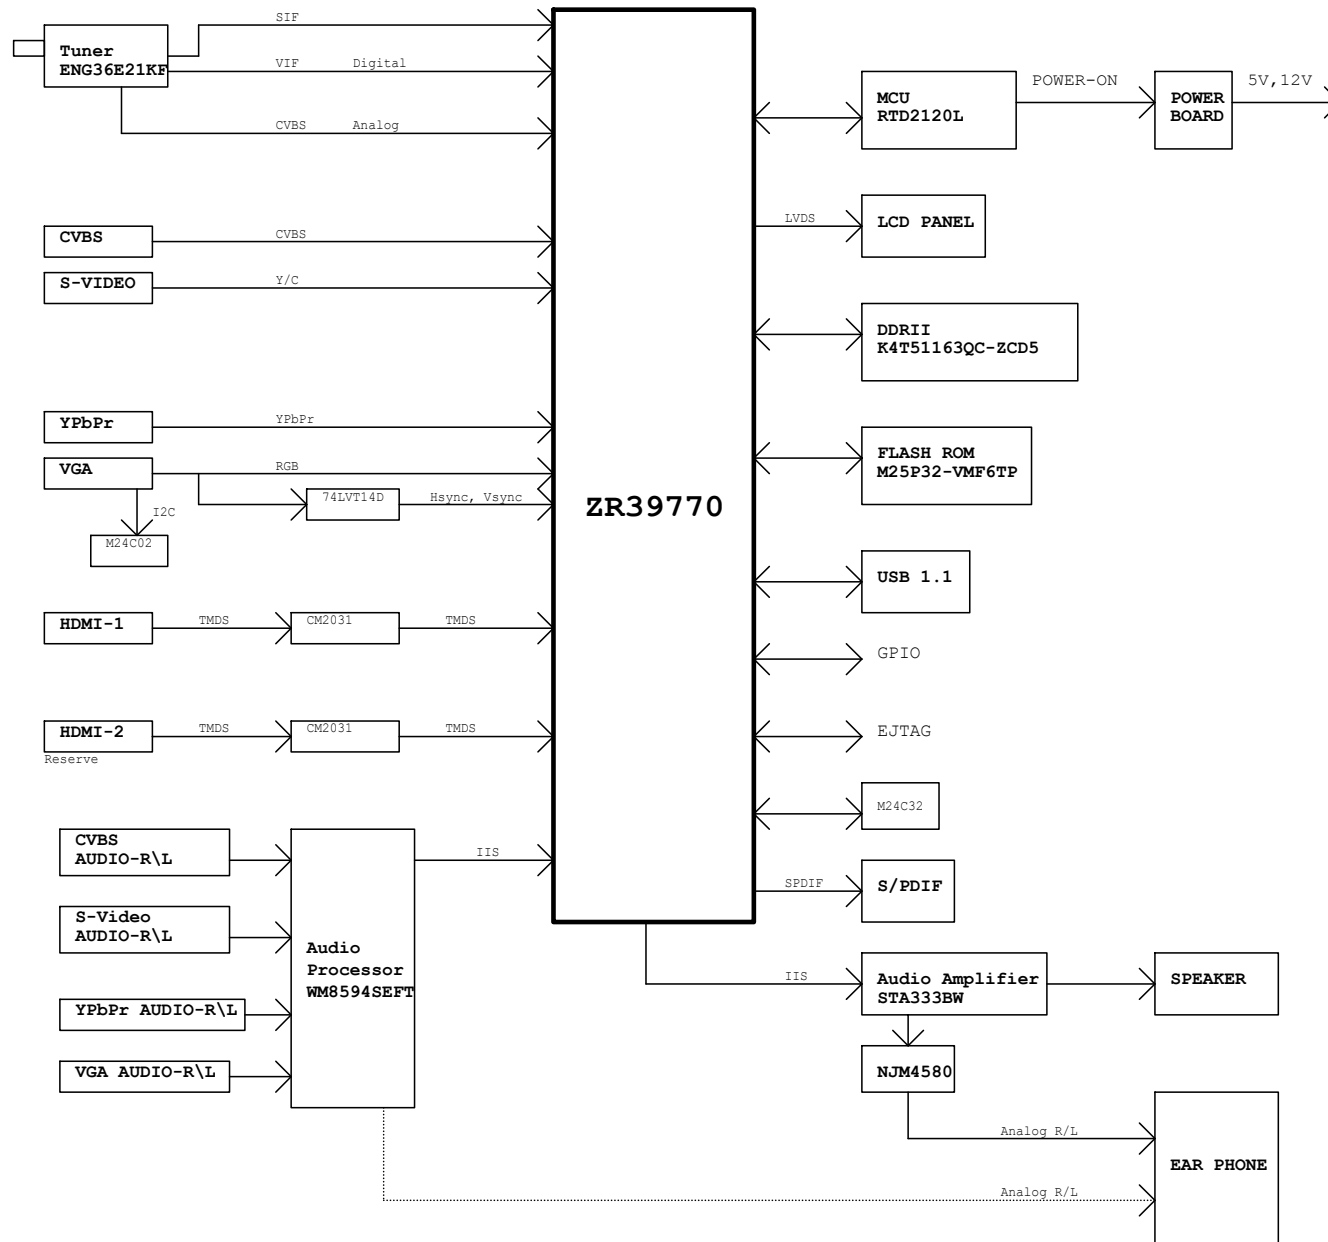 SIF
Tuner
ENG36E21KF
VIF Digital
CVBS Analog
CVBS
CVBS
S-VIDEO
Y/C
YPbPr
YPbPr
VGA
RGB
74LVT14D
Hsync, Vsync
I2C
M24C02
HDMI-1
TMDS
CM2031
TMDS
HDMI-2
TMDS
CM2031
TMDS
Reserve
CVBS
AUDIO-R\L
S-Video
AUDIO-R\L
YPbPr AUDIO-R\L
VGA AUDIO-R\L
Audio
Processor
WM8594SEFT
IIS
ZR39770
MCU
RTD2120L
POWER-ON
POWER
BOARD
5V,12V
LVDS
LCD PANEL
DDRII
K4T51163QC-ZCD5
FLASH ROM
M25P32-VMF6TP
USB 1.1
GPIO
EJTAG
M24C32
SPDIF
S/PDIF
IIS
Audio Amplifier
STA333BW
SPEAKER
NJM4580
Analog R/L
EAR PHONE
Analog R/L